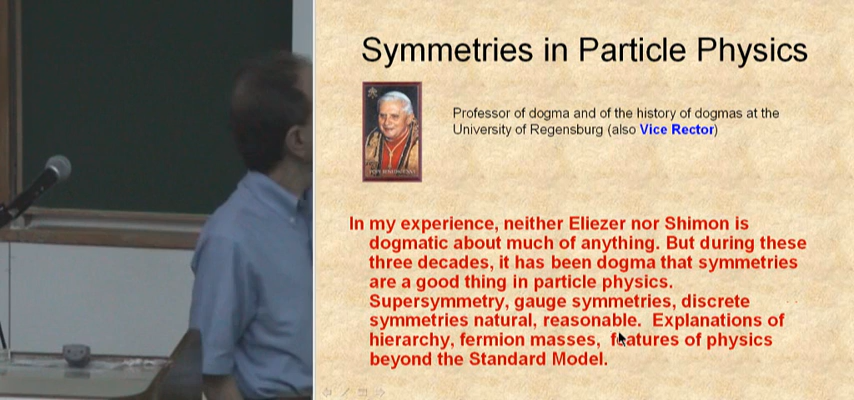 Symmetries in Particle Physics
Professor of dogma and of the history of dogmas at the
University of Regensburg (also Vice Rector)
In my experience, neither Eliezer nor Shimon is
dogmatic about much of anything. But during these
three decades, it has been dogma that symmetries
are a good thing in particle physics.
Supersymmetry, gauge symmetries, discrete
symmetries natural, reasonable. Explanations of
hierarchy, fermion masses, features of physics
beyond the Standard Model.